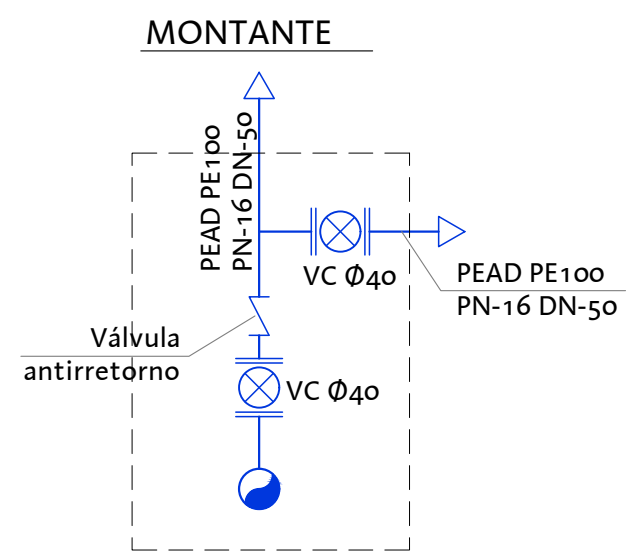 MONTANTE
PEAD PE100
PN-16 DN-50
VC Ø40
PEAD PE100
PN-16 DN-50
Válvula
antirretorno
VC Ø40